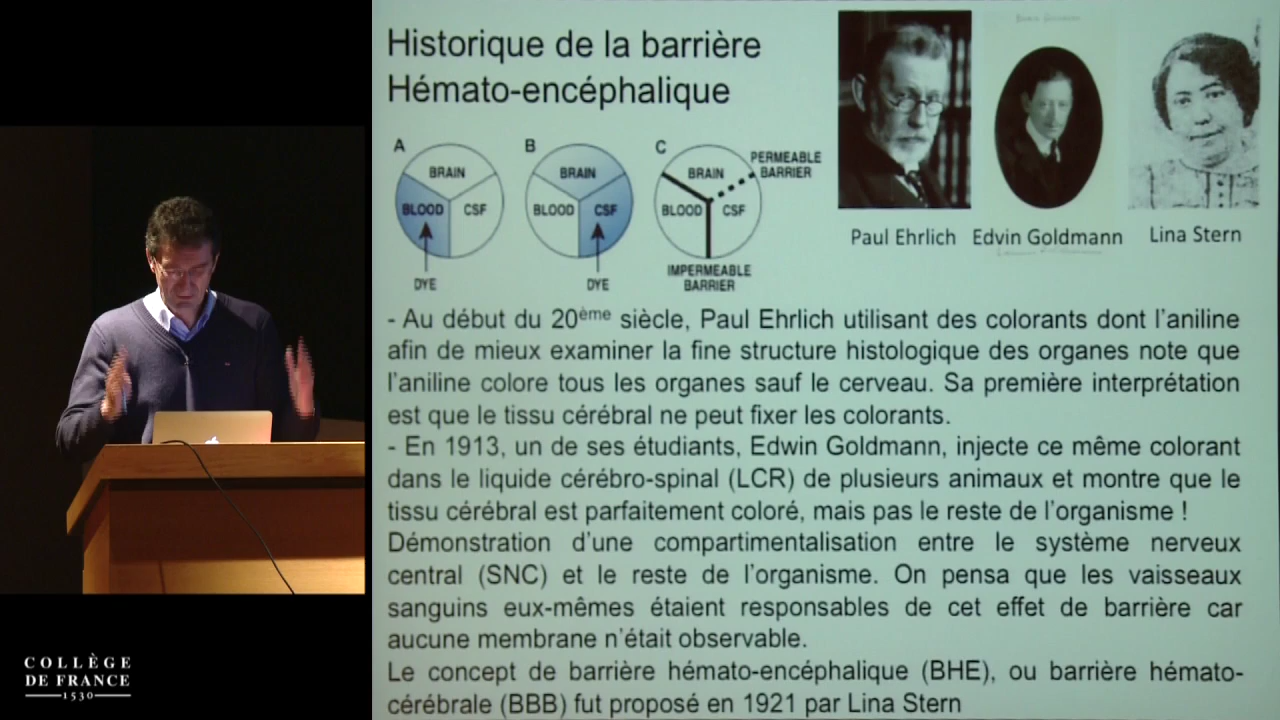 Historique de la barrière
Hémato-encéphalique
A
BRAIN
BLOOD
CSF
DYE
B
BRAIN
BLOOD
CSF
DYE
C
BRAIN
BLOOD
CSF
PERMEABLE
BARRIER
IMPERMEABLE
BARRIER
Paul Ehrlich
Edvin Goldmann
Lina Stern
- Au début du 20ème siècle, Paul Ehrlich utilisant des colorants dont l'aniline
afin de mieux examiner la fine structure histologique des organes note que
l'aniline colore tous les organes sauf le cerveau. Sa première interprétation
est que le tissu cérébral ne peut fixer les colorants.
- En 1913, un de ses étudiants, Edwin Goldmann, injecte ce même colorant
dans le liquide cérébro-spinal (LCR) de plusieurs animaux et montre que le
tissu cérébral est parfaitement coloré, mais pas le reste de l'organisme !
Démonstration d'une compartimentalisation entre le système nerveux
central (SNC) et le reste de l'organisme. On pensa que les vaisseaux
sanguins eux-mêmes étaient responsables de cet effet de barrière car
aucune membrane n'était observable.
Le concept de barrière hémato-encéphalique (BHE), ou barrière hémato-
cérébrale (BBB) fut proposé en 1921 par Lina Stern
COLLÈGE
DE FRANCE
1530